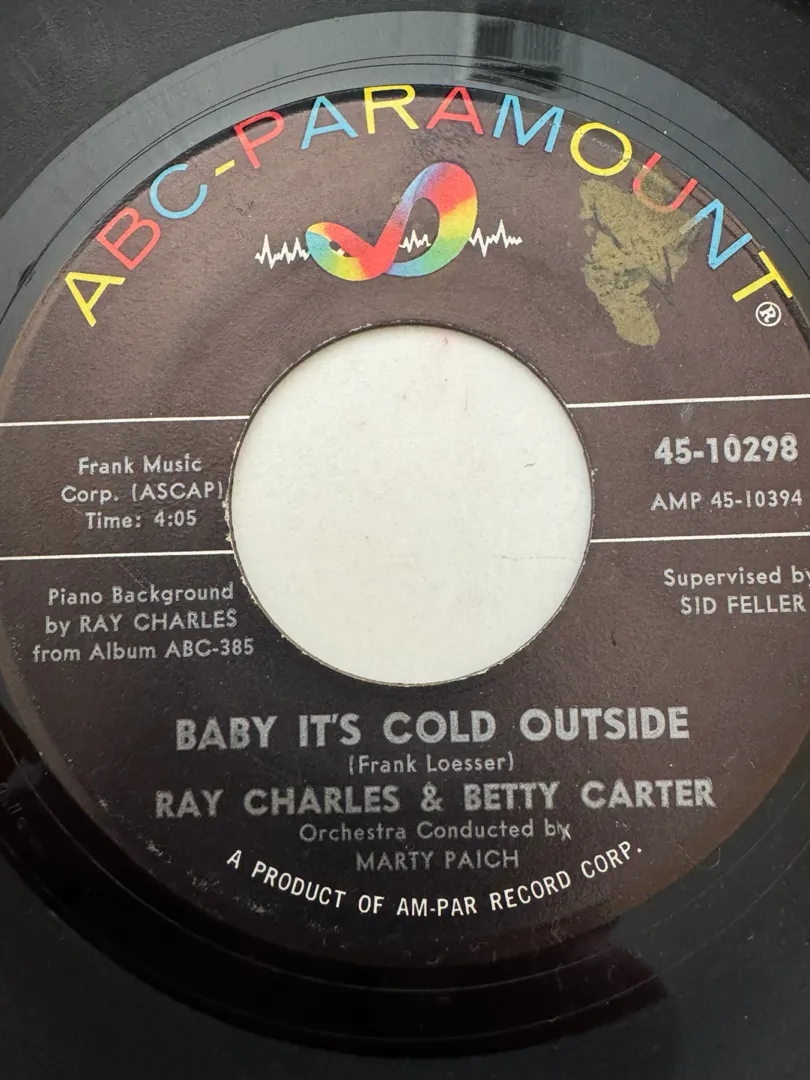 ABC-PARAMOUNT®
Frank Music
Corp. (ASCAP)
Time: 4:05
45-10298
AMP 45-10394
Piano Background
by RAY CHARLES
from Album ABC-385
Supervised by
SID FELLER
BABY IT'S COLD OUTSIDE
(Frank Loesser)
RAY CHARLES & BETTY CARTER
Orchestra Conducted by
MARTY PAICH
A PRODUCT OF AM-PAR RECORD CORP.